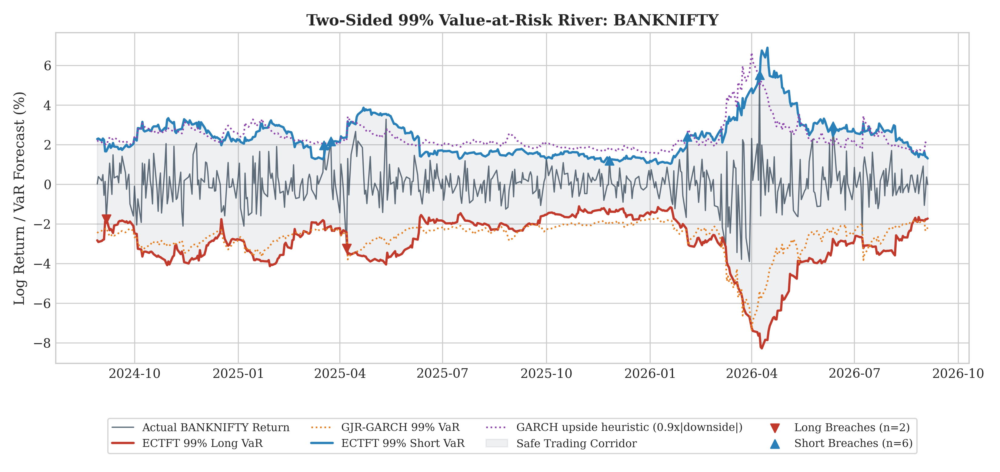 Two-Sided 99% Value-at-Risk River: BANKNIFTY
Log Return / VaR Forecast (%)
6
4
2
0
−2
−4
−6
−8
2024-10 2025-01 2025-04 2025-07 2025-10 2026-01 2026-04 2026-07 2026-10
Actual BANKNIFTY Return GJR-GARCH 99% VaR GARCH upside heuristic (0.9x|downside|) Long Breaches (n=2)
ECTFT 99% Long VaR ECTFT 99% Short VaR Safe Trading Corridor Short Breaches (n=6)